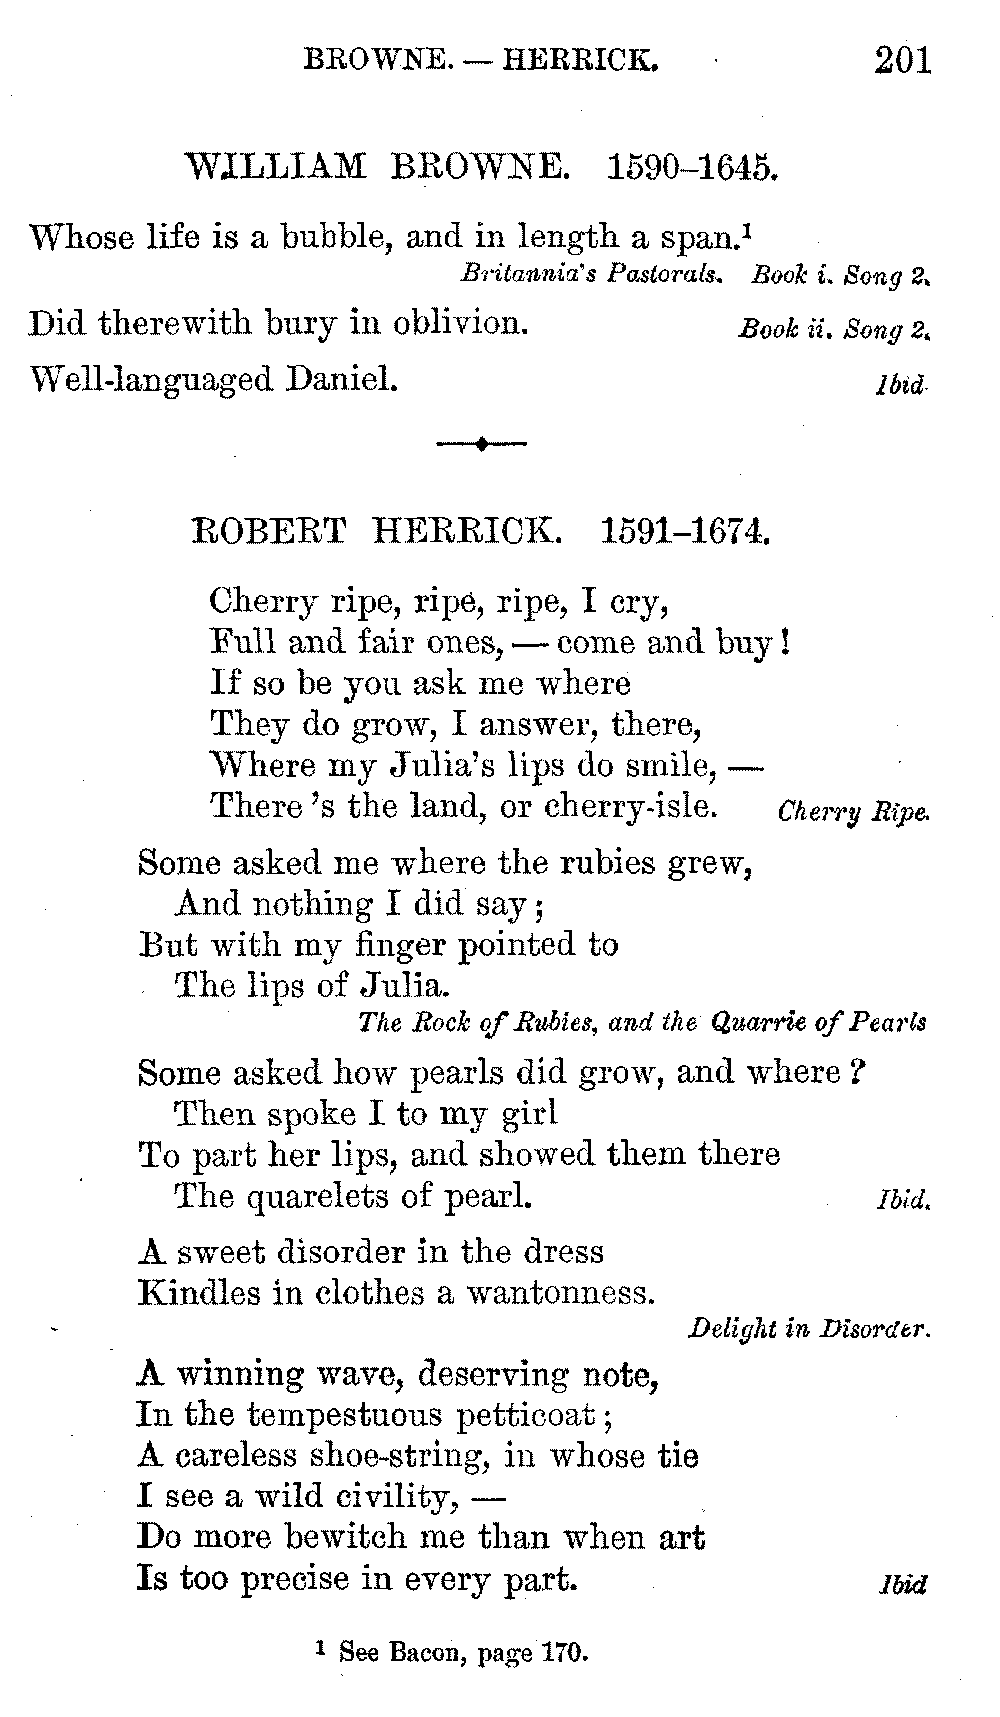 BROWNE. — HERRICK. 201
WILLIAM BROWNE. 1590–1645.
Whose life is a bubble, and in length a span.¹
Britannia's Pastorals. Book i. Song 2.
Did therewith bury in oblivion. Book ii. Song 2.
Well-languaged Daniel. Ibid.
ROBERT HERRICK. 1591–1674.
Cherry ripe, ripe, ripe, I cry,
Full and fair ones, — come and buy!
If so be you ask me where
They do grow, I answer, there,
Where my Julia's lips do smile, —
There 's the land, or cherry-isle. Cherry Ripe.
Some asked me where the rubies grew,
And nothing I did say;
But with my finger pointed to
The lips of Julia.
The Rock of Rubies, and the Quarrie of Pearls
Some asked how pearls did grow, and where?
Then spoke I to my girl
To part her lips, and showed them there
The quarelets of pearl. Ibid.
A sweet disorder in the dress
Kindles in clothes a wantonness.
Delight in Disorder.
A winning wave, deserving note,
In the tempestuous petticoat;
A careless shoe-string, in whose tie
I see a wild civility, —
Do more bewitch me than when art
Is too precise in every part. Ibid
¹ See Bacon, page 170.